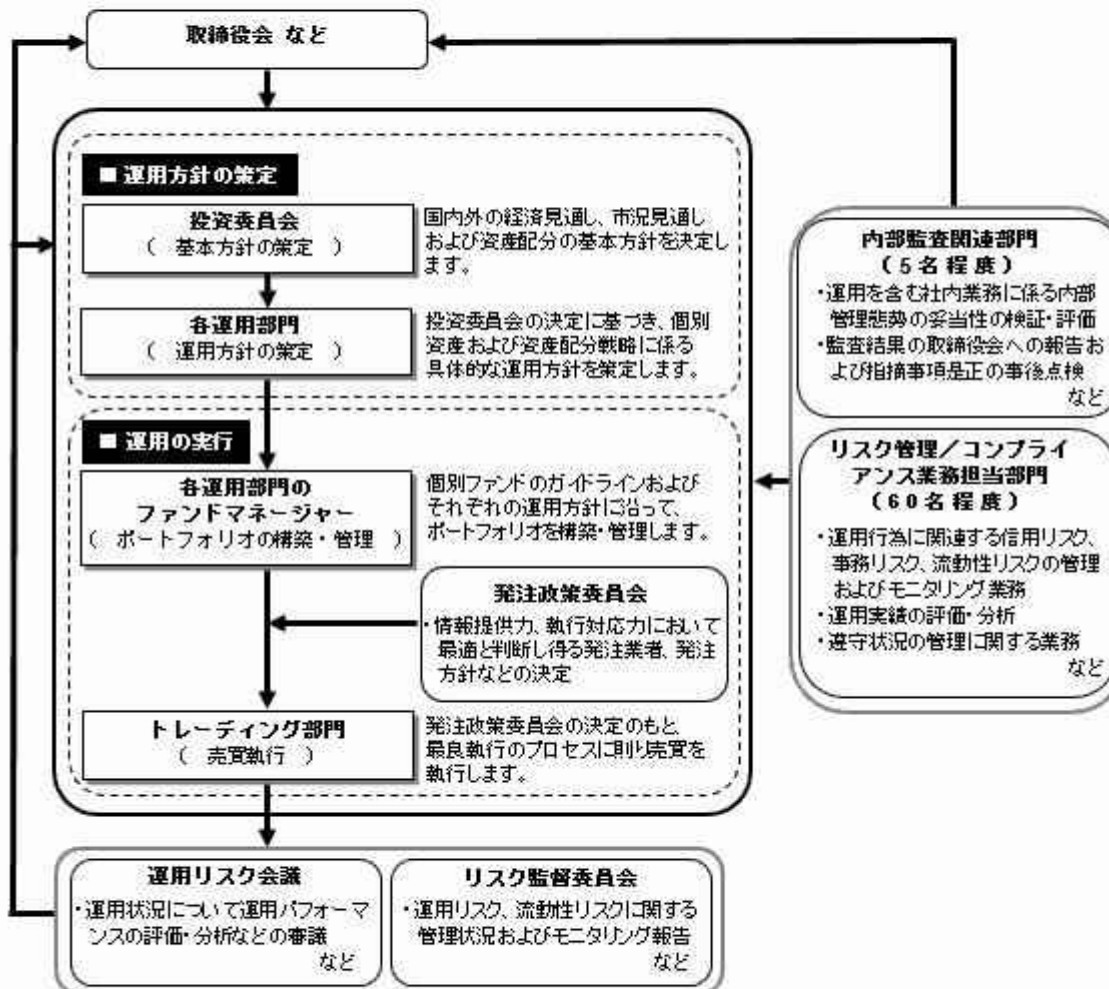 取締役会 など
■ 運用方針の策定
投資委員会
( 基本方針の策定 )
国内外の経済見通し、市況見通し
および資産配分の基本方針を決定し
ます。
各運用部門
( 運用方針の策定 )
投資委員会の決定に基づき、個別
資産および資産配分戦略に係る
具体的な運用方針を策定します。
■ 運用の実行
各運用部門の
ファンドマネージャー
( ポートフォリオの構築・管理 )
個別ファンドのガイドラインおよび
それぞれの運用方針に沿って、
ポートフォリオを構築・管理します。
発注政策委員会
・情報提供力、執行対応力において
最適と判断し得る発注業者、発注
方針などの決定
トレーディング部門
( 売買執行 )
発注政策委員会の決定のもと、
最良執行のプロセスに則り売買を
執行します。
内部監査関連部門
(5名程度)
・運用を含む社内業務に係る内部
管理態勢の妥当性の検証・評価
・監査結果の取締役会への報告お
よび指摘事項是正の事後点検
など
リスク管理/コンプライ
アンス業務担当部門
(60名程度)
・運用行為に関連する信用リスク、
事務リスク、流動性リスクの管理
およびモニタリング業務
・運用実績の評価・分析
・遵守状況の管理に関する業務
など
運用リスク会議
・運用状況について運用パフォーマ
ンスの評価・分析などの審議
など
リスク監督委員会
・運用リスク、流動性リスクに関する
管理状況およびモニタリング報告
など